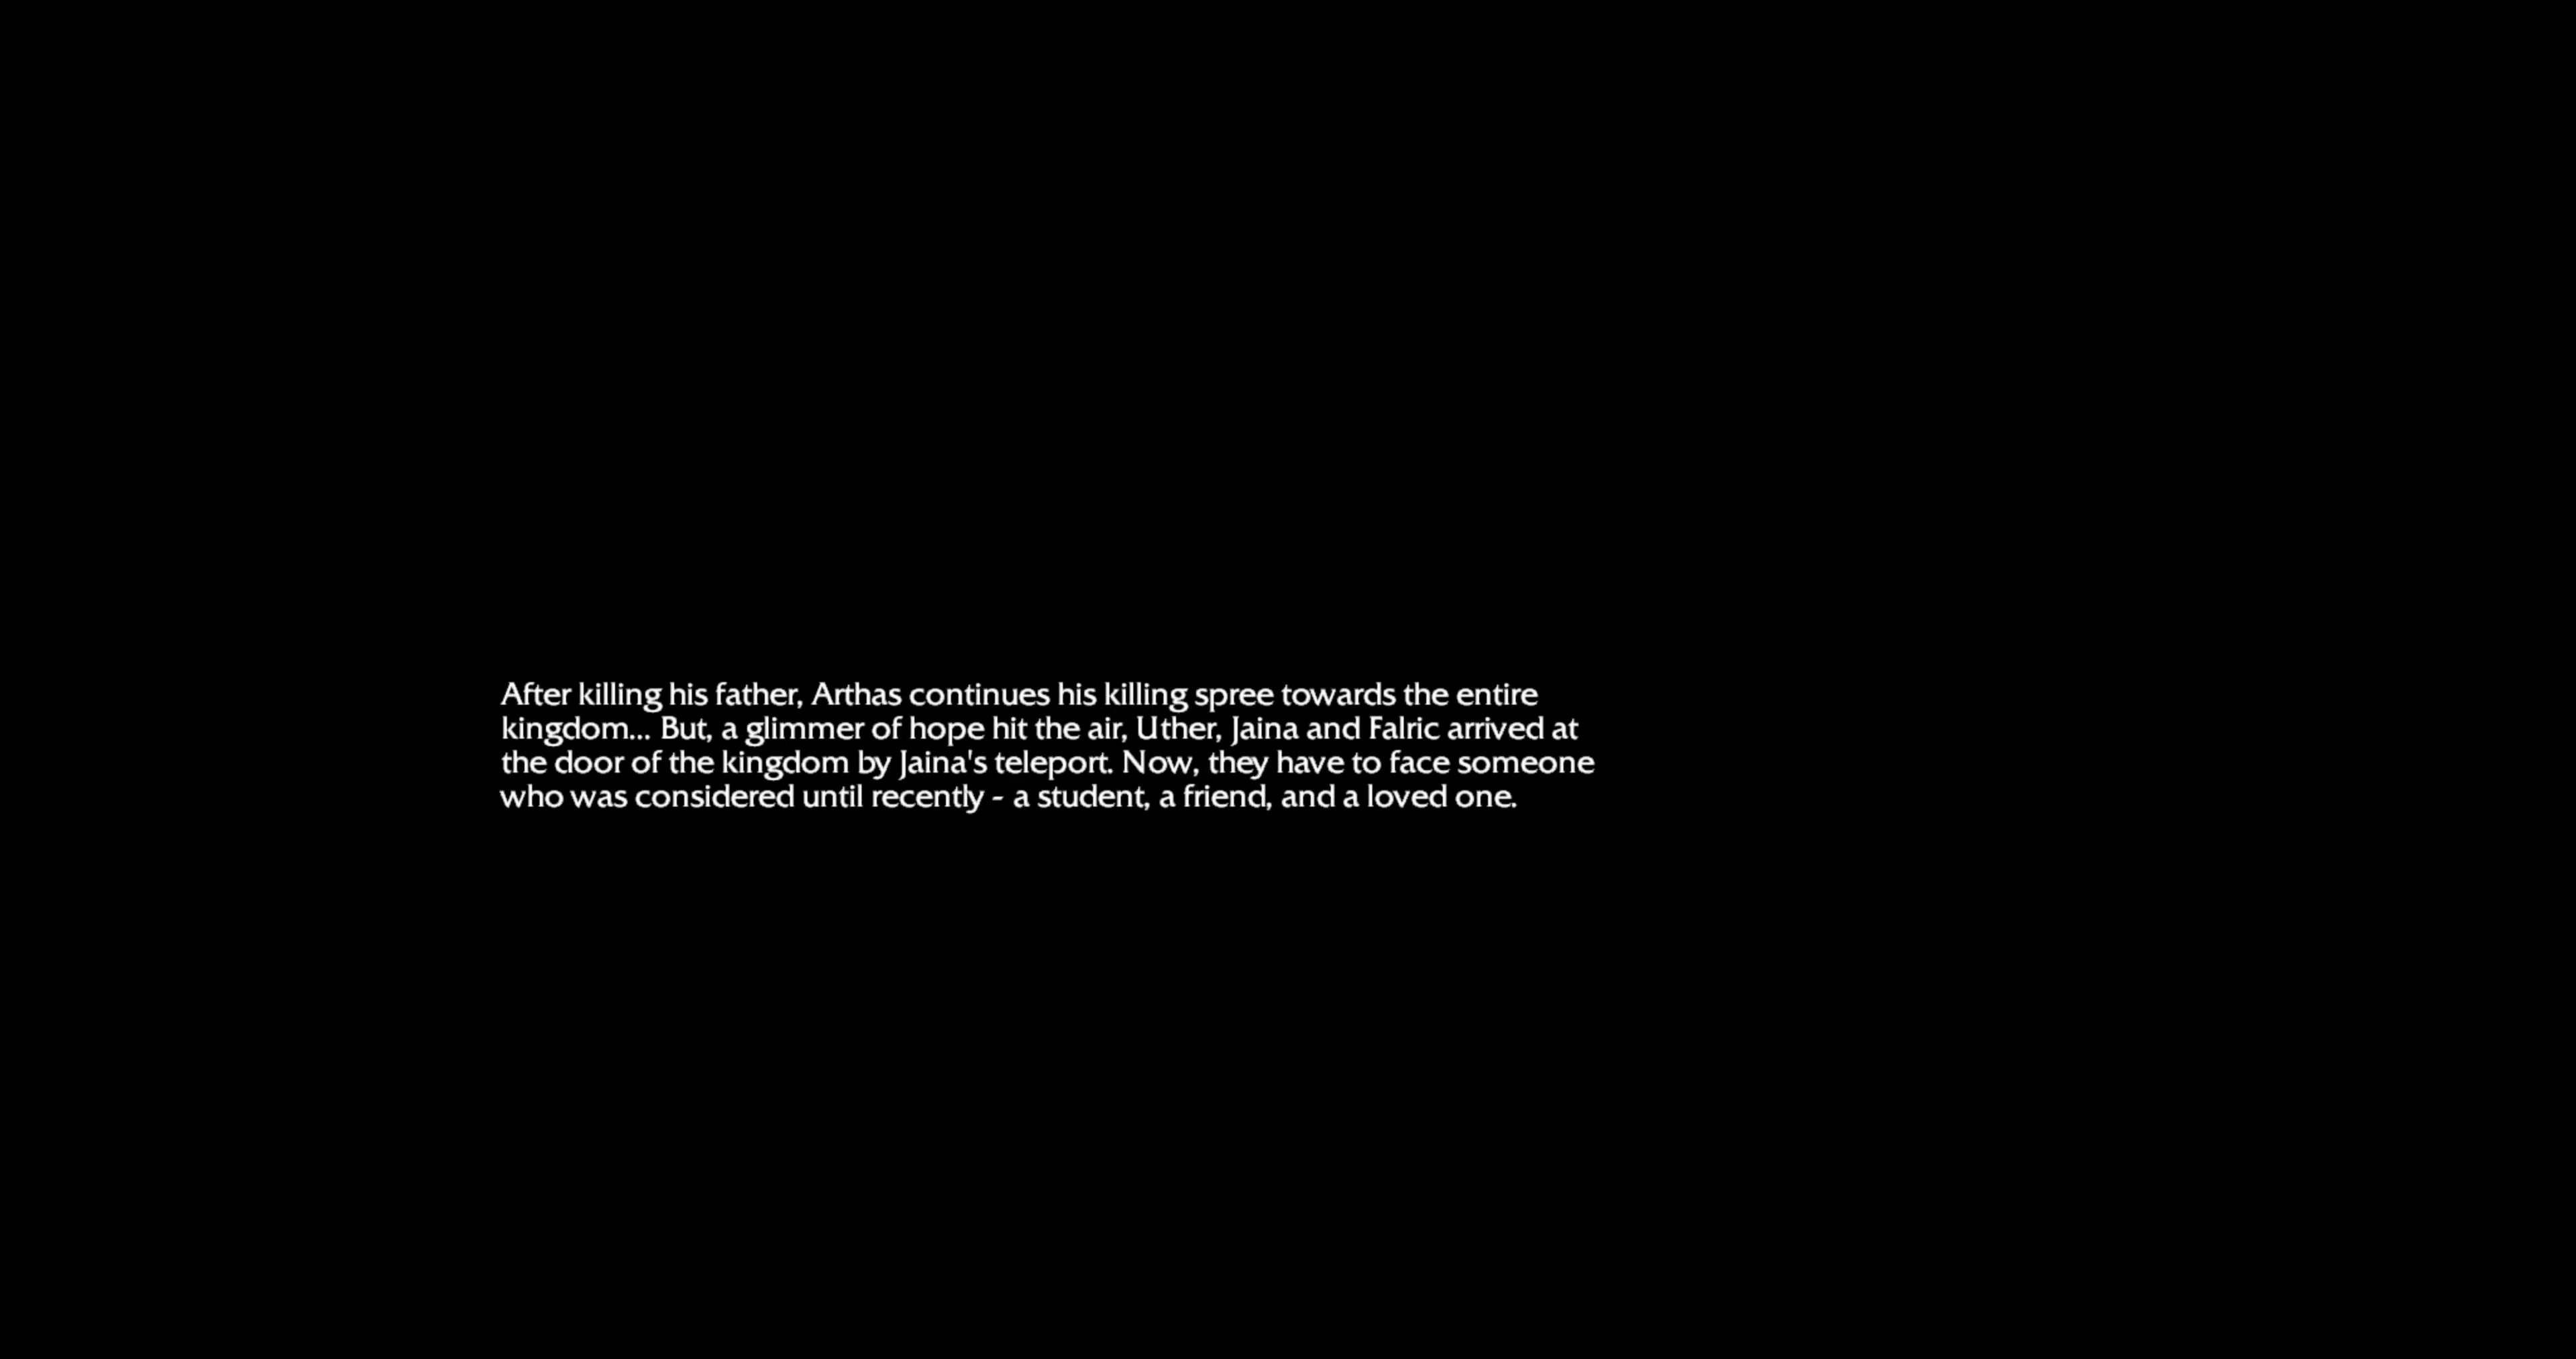 After killing his father, Arthas continues his killing spree towards the entire
kingdom... But, a glimmer of hope hit the air, Uther, Jaina and Falric arrived at
the door of the kingdom by Jaina's teleport. Now, they have to face someone
who was considered until recently - a student, a friend, and a loved one.